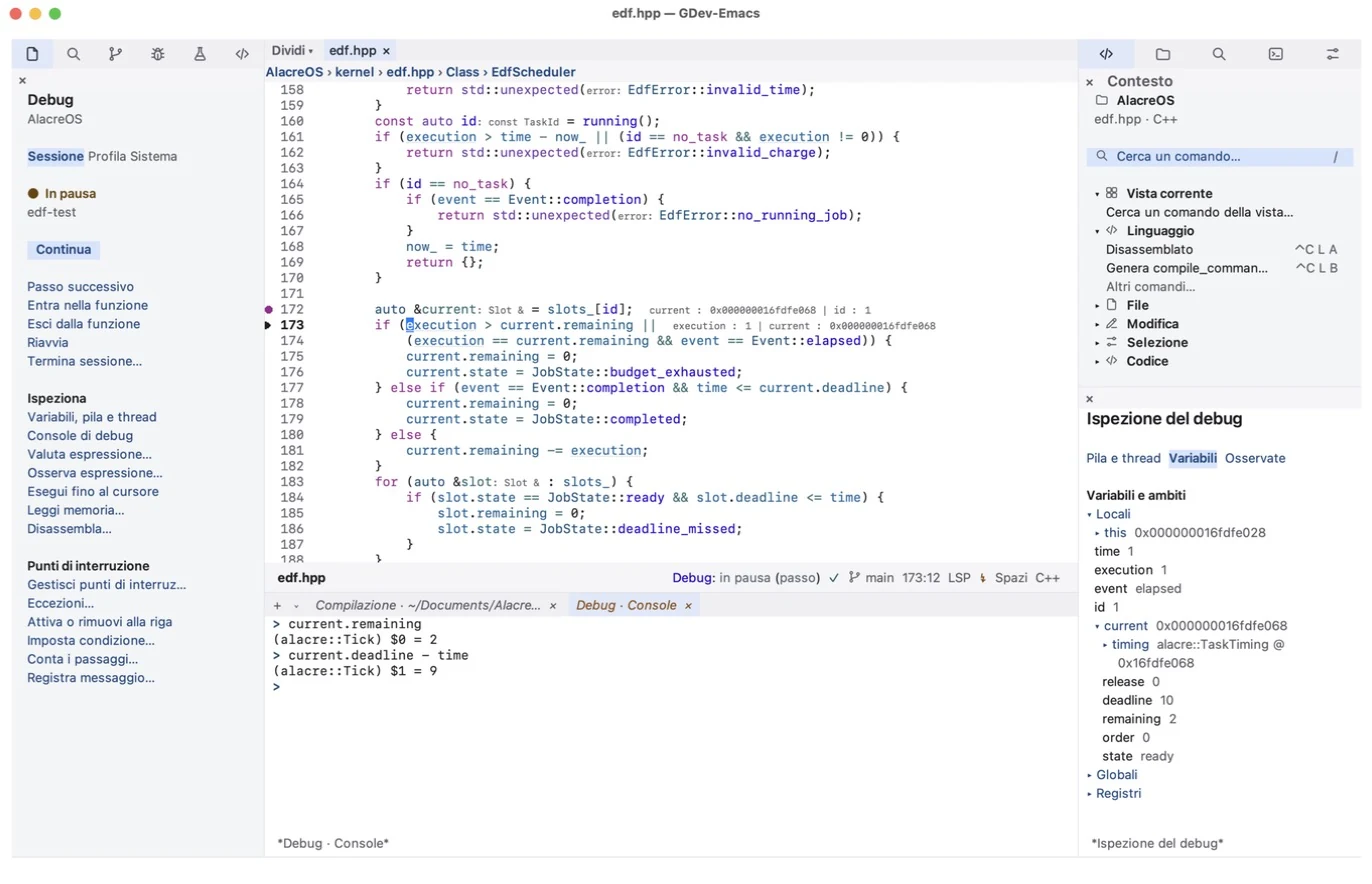 edf.hpp — GDev-Emacs
×
Debug
AlacreOS
Sessione Profila Sistema
In pausa
edf-test
Continua
Passo successivo
Entra nella funzione
Esci dalla funzione
Riavvia
Termina sessione...
Ispeziona
Variabili, pila e thread
Console di debug
Valuta espressione...
Osserva espressione...
Esegui fino al cursore
Leggi memoria...
Disassembla...
Punti di interruzione
Gestisci punti di interruz...
Eccezioni...
Attiva o rimuovi alla riga
Imposta condizione...
Conta i passaggi...
Registra messaggio...
Dividi ▾ edf.hpp ×
AlacreOS › kernel › edf.hpp › Class › EdfScheduler
158 return std::unexpected(error: EdfError::invalid_time);
159 }
160 const auto id: const TaskId = running();
161 if (execution > time - now_ || (id == no_task && execution != 0)) {
162 return std::unexpected(error: EdfError::invalid_charge);
163 }
164 if (id == no_task) {
165 if (event == Event::completion) {
166 return std::unexpected(error: EdfError::no_running_job);
167 }
168 now_ = time;
169 return {};
170 }
171
172 auto &current: Slot & = slots_[id]; current : 0x000000016fdfe068 | id : 1
173 if (execution > current.remaining || execution : 1 | current : 0x000000016fdfe068
174 (execution == current.remaining && event == Event::elapsed)) {
175 current.remaining = 0;
176 current.state = JobState::budget_exhausted;
177 } else if (event == Event::completion && time <= current.deadline) {
178 current.remaining = 0;
179 current.state = JobState::completed;
180 } else {
181 current.remaining -= execution;
182 }
183 for (auto &slot: Slot & : slots_) {
184 if (slot.state == JobState::ready && slot.deadline <= time) {
185 slot.remaining = 0;
186 slot.state = JobState::deadline_missed;
187 }
188 }
edf.hpp Debug: in pausa (passo) ✓ main 173:12 LSP Spazi C++
+ Compilazione · ~/Documents/Alacre... × Debug · Console ×
> current.remaining
(alacre::Tick) $0 = 2
> current.deadline - time
(alacre::Tick) $1 = 9
>
*Debug · Console*
× Contesto
AlacreOS
edf.hpp · C++
Cerca un comando... /
Vista corrente
Cerca un comando della vista...
Linguaggio
Disassemblato ^C L A
Genera compile_comman... ^C L B
Altri comandi...
File
Modifica
Selezione
Codice
×
Ispezione del debug
Pila e thread Variabili Osservate
Variabili e ambiti
Locali
this 0x000000016fdfe028
time 1
execution 1
event elapsed
id 1
current 0x000000016fdfe068
timing alacre::TaskTiming @
0x16fdfe068
release 0
deadline 10
remaining 2
order 0
state ready
Globali
Registri
*Ispezione del debug*